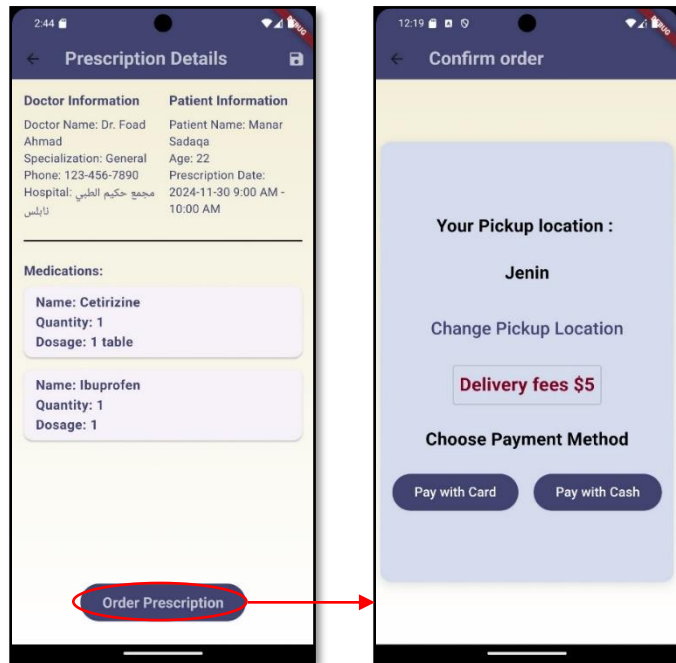 2:44
DEBUG
Prescription Details
Doctor Information
Doctor Name: Dr. Foad
Ahmad
Specialization: General
Phone: 123-456-7890
Hospital: مجمع حكيم الطبي
نابلس
Patient Information
Patient Name: Manar
Sadaqa
Age: 22
Prescription Date:
2024-11-30 9:00 AM -
10:00 AM
Medications:
Name: Cetirizine
Quantity: 1
Dosage: 1 table
Name: Ibuprofen
Quantity: 1
Dosage: 1
Order Prescription
12:19
DEBUG
Confirm order
Your Pickup location :
Jenin
Change Pickup Location
Delivery fees $5
Choose Payment Method
Pay with Card
Pay with Cash